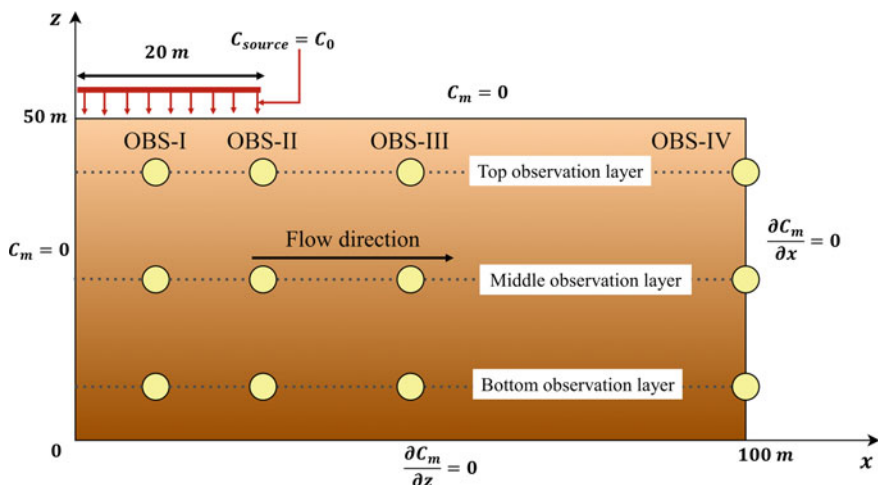 z
C_source = C_0
20 m
C_m = 0
50 m
OBS-I OBS-II OBS-III OBS-IV
Top observation layer
Flow direction
C_m = 0
∂C_m/∂x = 0
Middle observation layer
Bottom observation layer
0
∂C_m/∂z = 0
100 m
x